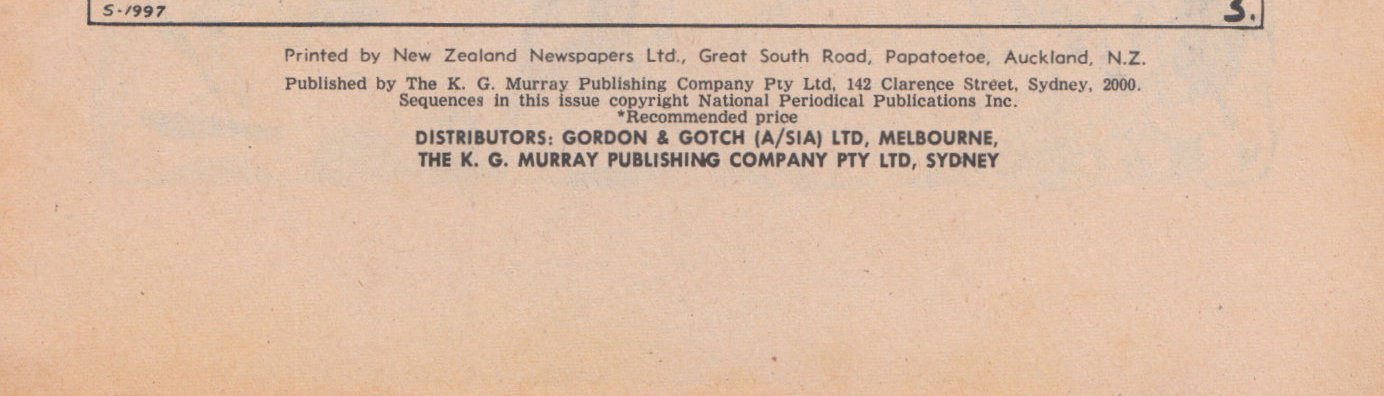 S-1997
3.
Printed by New Zealand Newspapers Ltd., Great South Road, Papatoetoe, Auckland, N.Z.
Published by The K. G. Murray Publishing Company Pty Ltd, 142 Clarence Street, Sydney, 2000.
Sequences in this issue copyright National Periodical Publications Inc.
*Recommended price
DISTRIBUTORS: GORDON & GOTCH (A/SIA) LTD, MELBOURNE,
THE K. G. MURRAY PUBLISHING COMPANY PTY LTD, SYDNEY